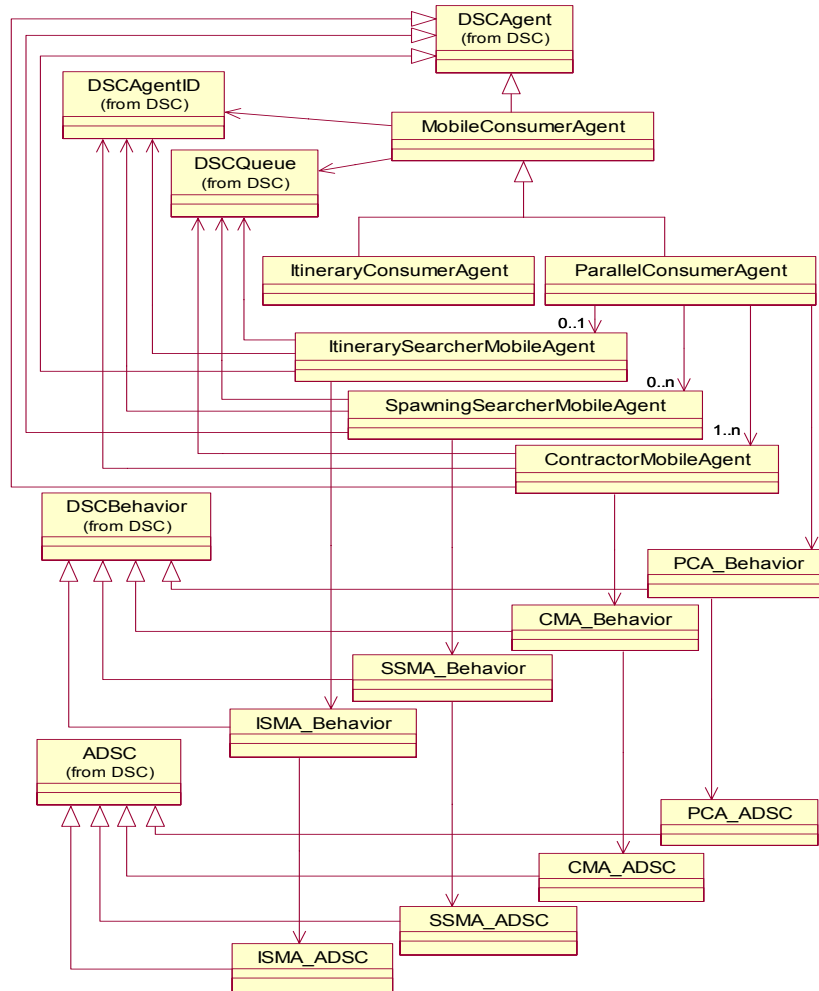 DSCAgent
(from DSC)
DSCAgentID
(from DSC)
MobileConsumerAgent
DSCQueue
(from DSC)
ItineraryConsumerAgent
ParallelConsumerAgent
0..1
ItinerarySearcherMobileAgent
0..n
SpawningSearcherMobileAgent
1..n
ContractorMobileAgent
DSCBehavior
(from DSC)
PCA_Behavior
CMA_Behavior
SSMA_Behavior
ISMA_Behavior
ADSC
(from DSC)
PCA_ADSC
CMA_ADSC
SSMA_ADSC
ISMA_ADSC